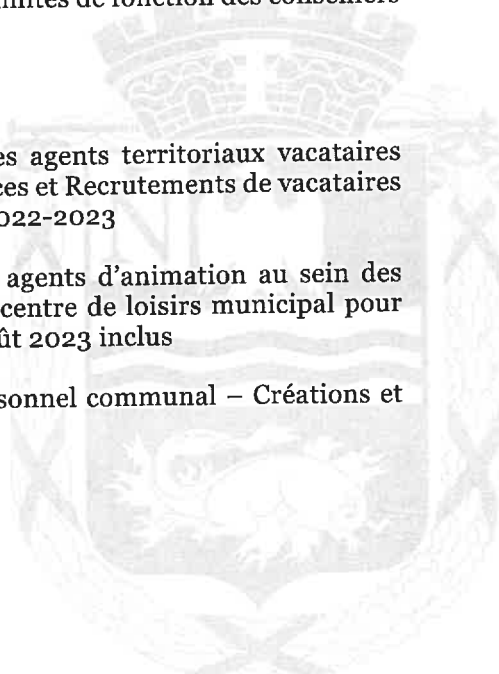 de fonction des conseillers
es agents territoriaux vacataires
ces et Recrutements de vacataires
022-2023
agents d'animation au sein des
centre de loisirs municipal pour
ût 2023 inclus
sonnel communal – Créations et